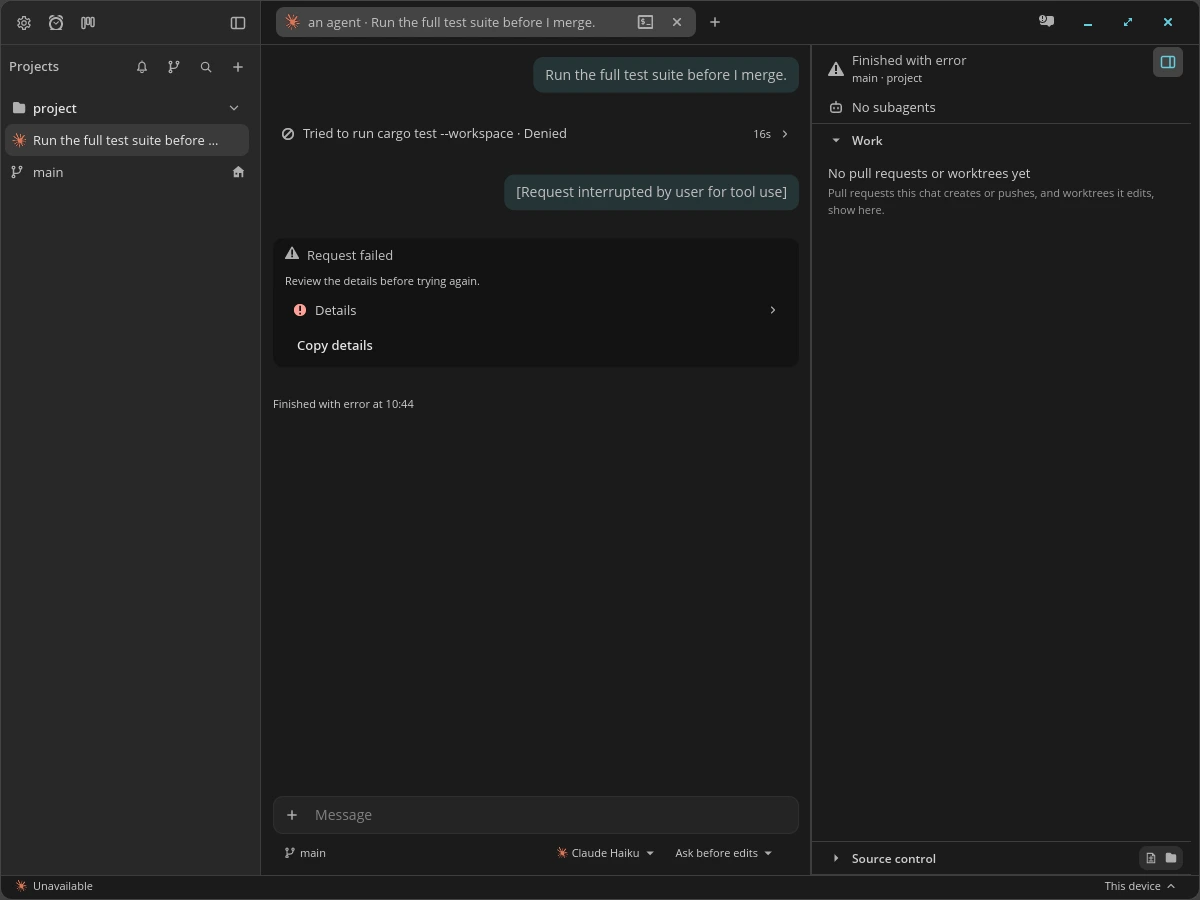 an agent · Run the full test suite before I merge.
Projects
project
Run the full test suite before ...
main
Run the full test suite before I merge.
Tried to run cargo test --workspace · Denied
16s
[Request interrupted by user for tool use]
Request failed
Review the details before trying again.
Details
Copy details
Finished with error at 10:44
Message
main
Claude Haiku
Ask before edits
Finished with error
main · project
No subagents
Work
No pull requests or worktrees yet
Pull requests this chat creates or pushes, and worktrees it edits,
show here.
Source control
Unavailable
This device